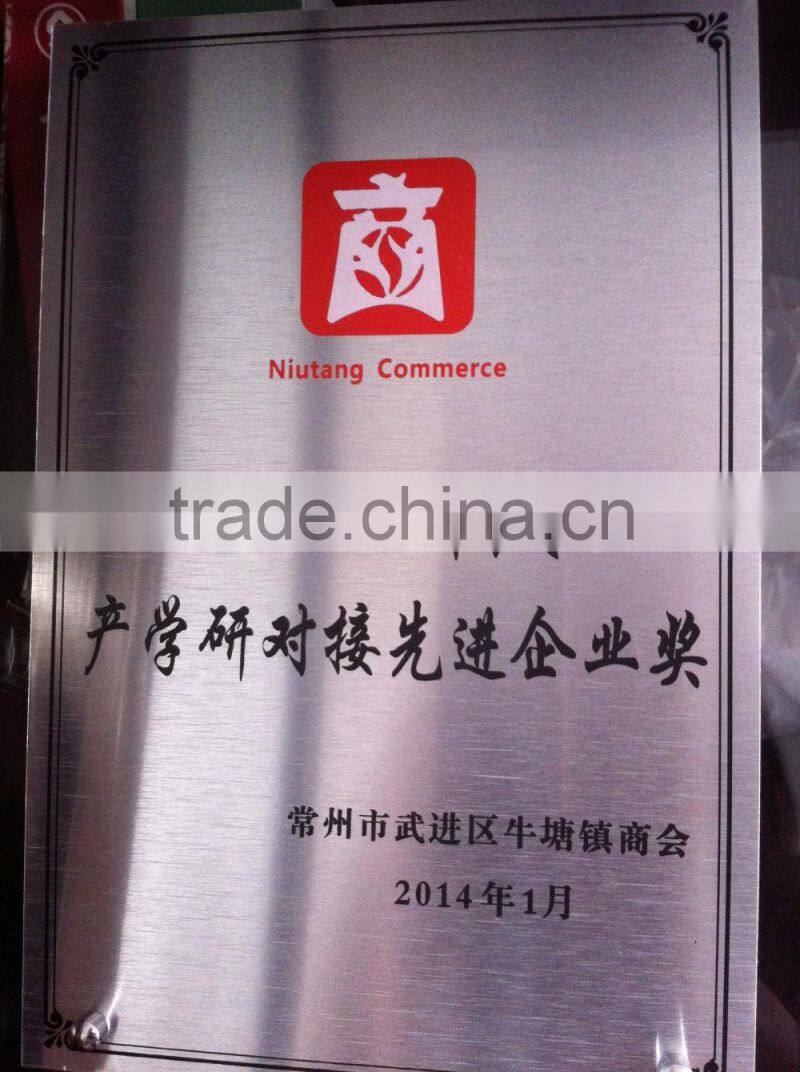 Niutang Commerce
trade.china.cn
产学研对接先进企业奖
常州市武进区牛塘镇商会
2014年1月